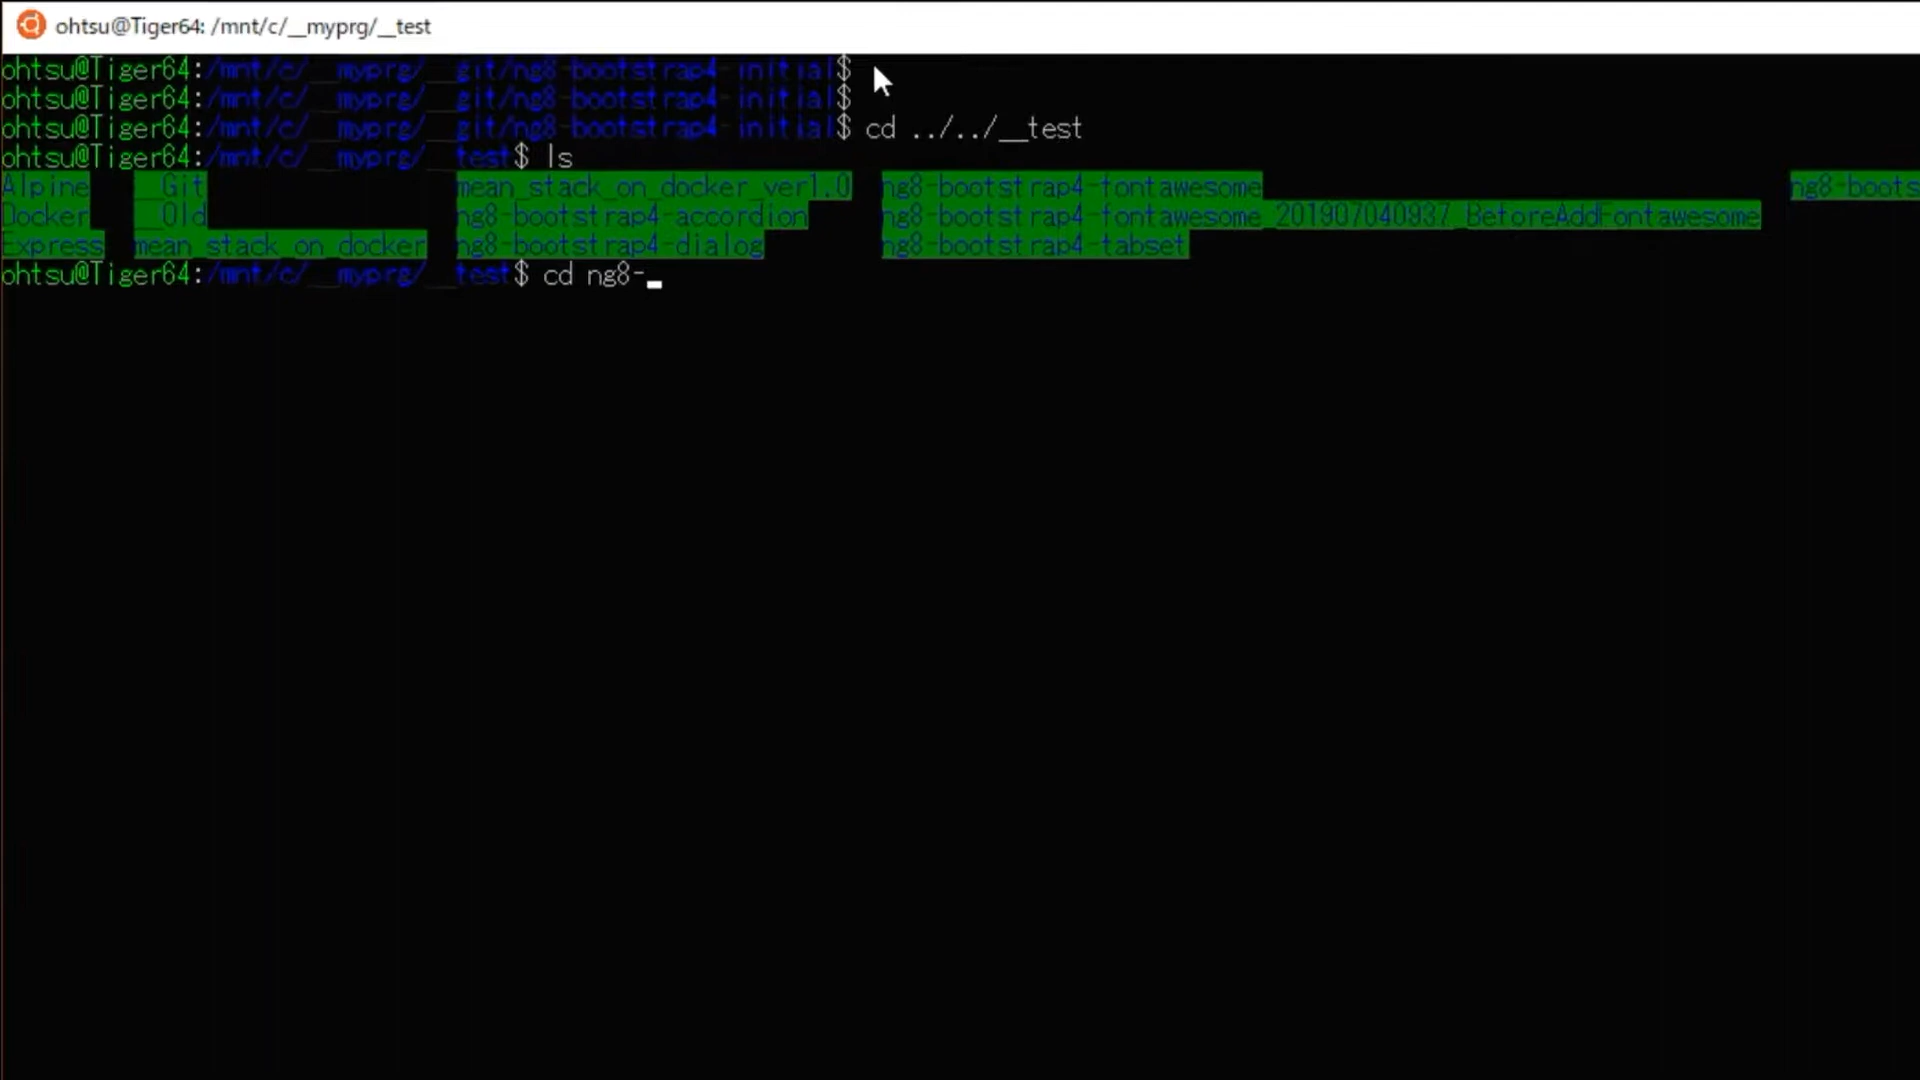 ohtsu@Tiger64: /mnt/c/__myprg/__test
ohtsu@Tiger64:/mnt/c/__myprg/__git/ng8-bootstrap4-initial$
ohtsu@Tiger64:/mnt/c/__myprg/__git/ng8-bootstrap4-initial$
ohtsu@Tiger64:/mnt/c/__myprg/__git/ng8-bootstrap4-initial$ cd ../../__test
ohtsu@Tiger64:/mnt/c/__myprg/__test$ ls
Alpine __Git mean_stack_on_docker_ver1.0 ng8-bootstrap4-fontawesome ng8-boots
Docker __Old ng8-bootstrap4-accordion ng8-bootstrap4-fontawesome_201907040937_BeforeAddFontawesome
Express mean_stack_on_docker ng8-bootstrap4-dialog ng8-bootstrap4-tabset
ohtsu@Tiger64:/mnt/c/__myprg/__test$ cd ng8-